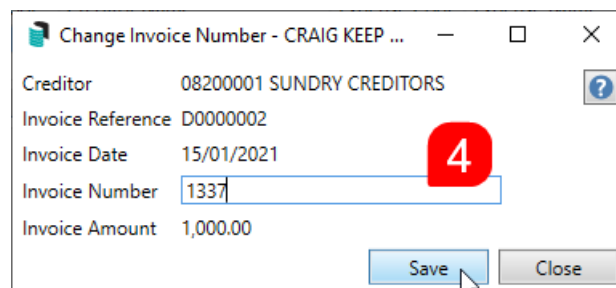 Change Invoice Number - CRAIG KEEP ...
Creditor 08200001 SUNDRY CREDITORS
?
Invoice Reference D0000002
Invoice Date 15/01/2021
4
Invoice Number 1337
Invoice Amount 1,000.00
Save Close